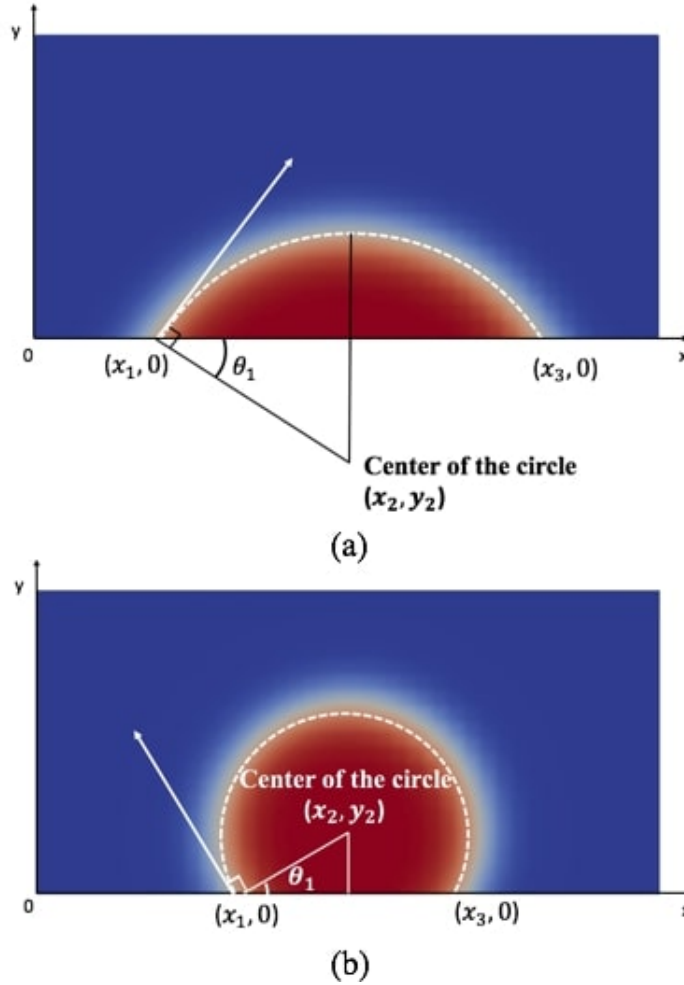 y
0
(x₁, 0)
θ₁
(x₃, 0)
x
Center of the circle
(x₂, y₂)
(a)
y
Center of the circle
(x₂, y₂)
θ₁
0
(x₁, 0)
(x₃, 0)
(b)